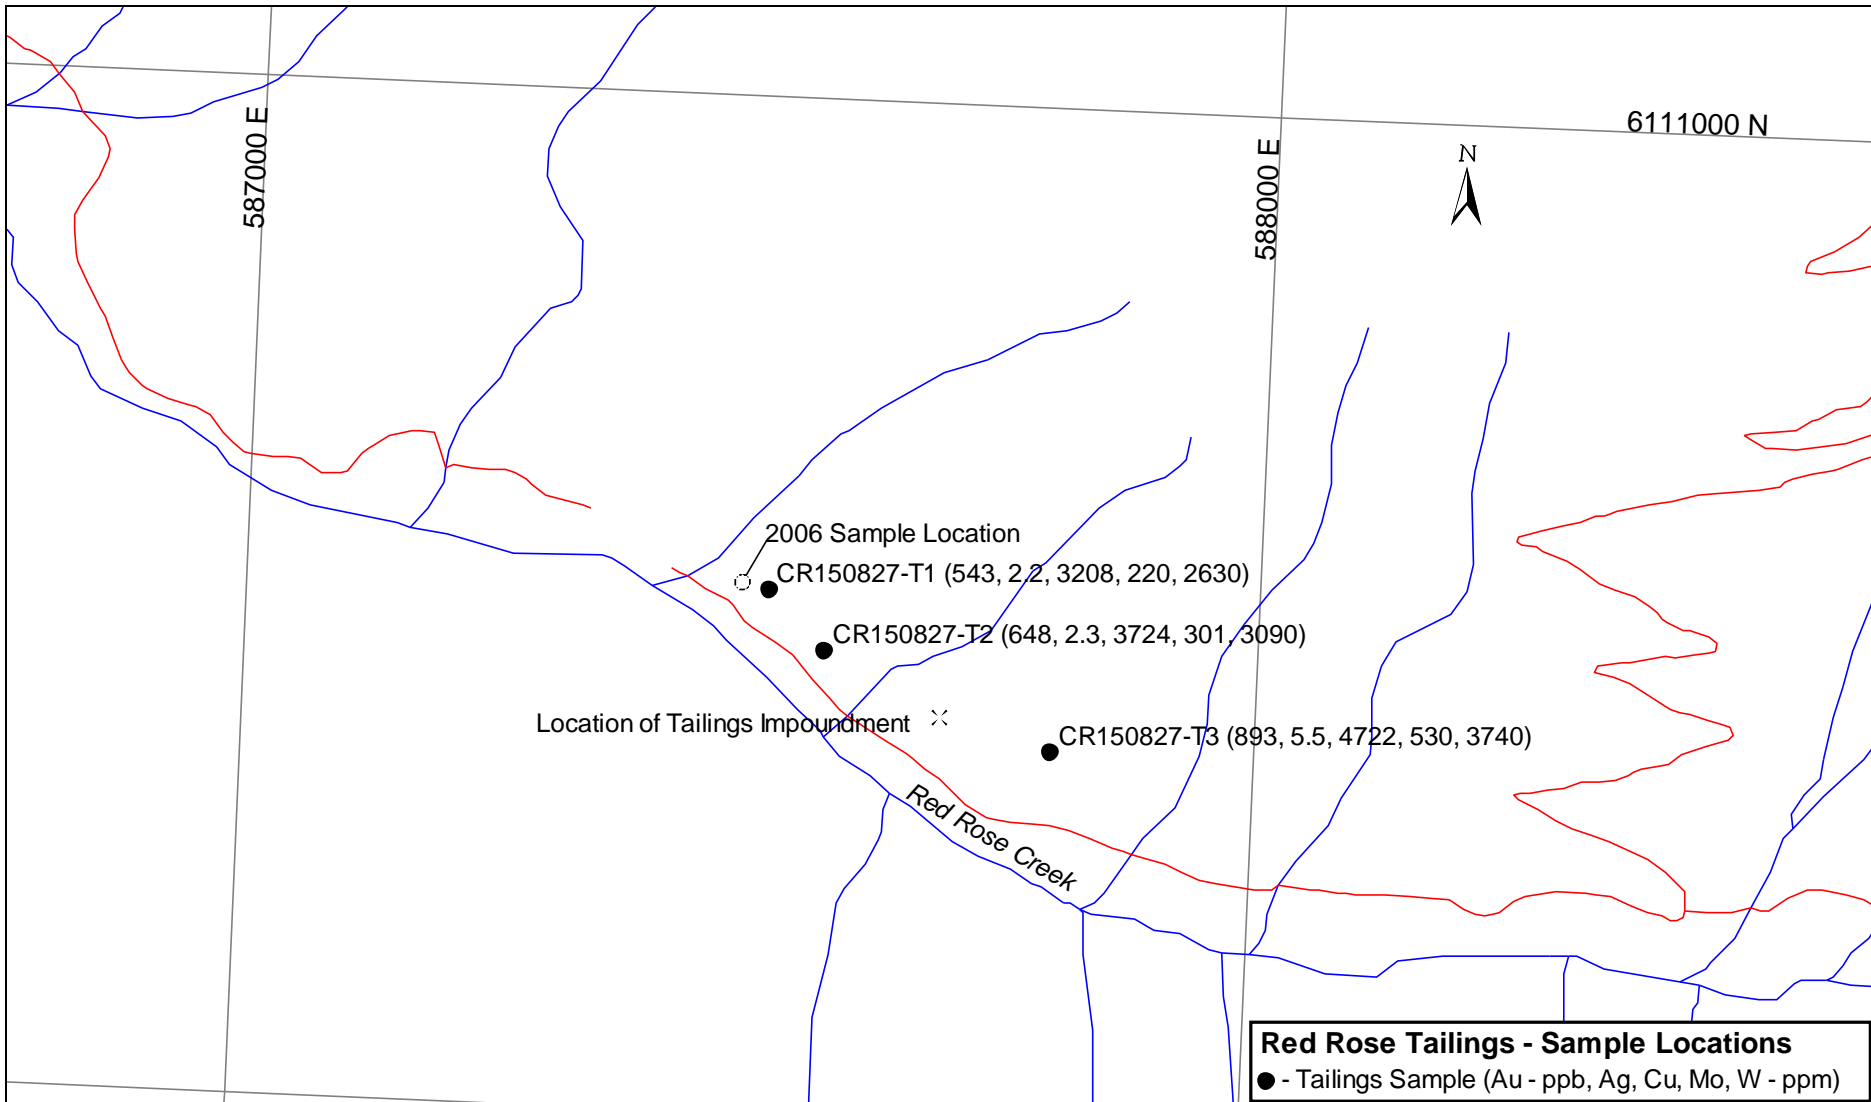 6111000 N
587000 E
588000 E
N
2006 Sample Location
CR150827-T1 (543, 2.2, 3208, 220, 2630)
CR150827-T2 (648, 2.3, 3724, 301, 3090)
Location of Tailings Impoundment
CR150827-T3 (893, 5.5, 4722, 530, 3740)
Red Rose Creek
Red Rose Tailings - Sample Locations
- Tailings Sample (Au - ppb, Ag, Cu, Mo, W - ppm)